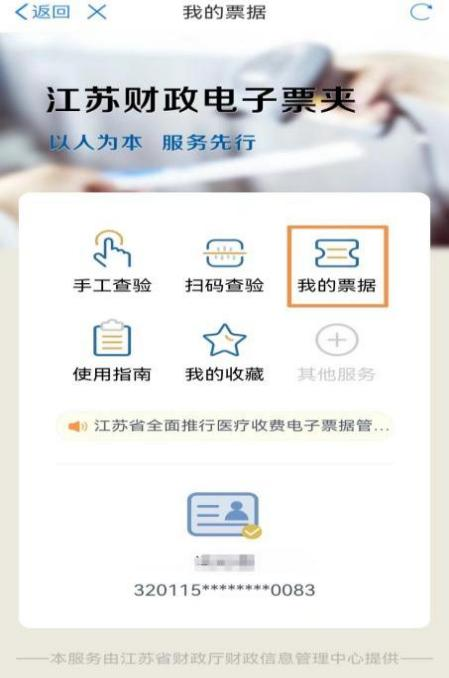 返回 我的票据
江苏财政电子票夹
以人为本 服务先行
手工查验 扫码查验 我的票据
使用指南 我的收藏 其他服务
江苏省全面推行医疗收费电子票据管...
320115********0083
本服务由江苏省财政厅财政信息管理中心提供